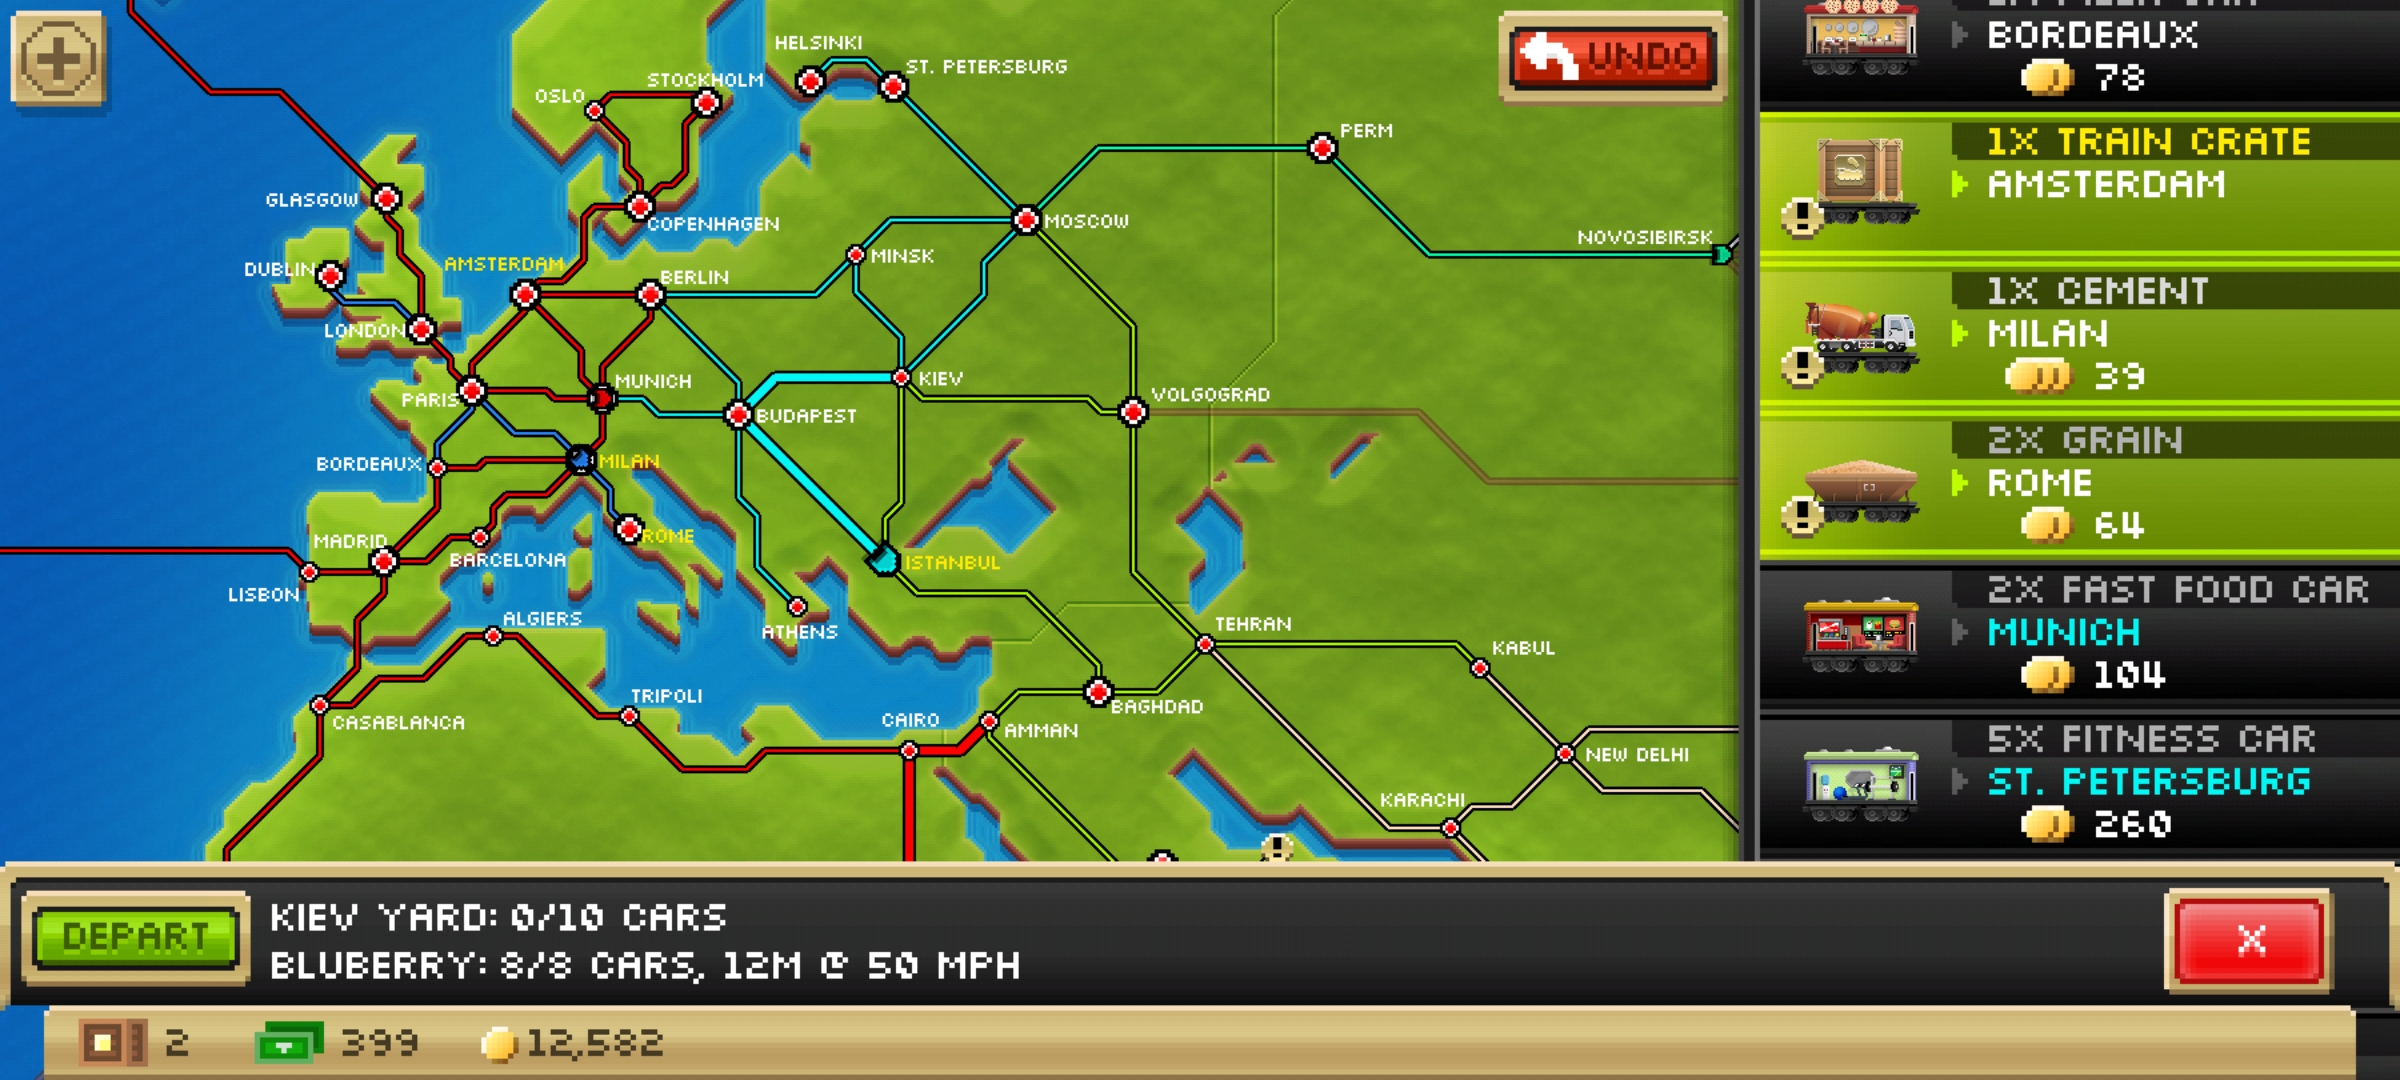 HELSINKI
ST. PETERSBURG
STOCKHOLM
OSLO
PERM
GLASGOW
COPENHAGEN
MOSCOW
NOVOSIBIRSK
MINSK
DUBLIN
AMSTERDAM
BERLIN
LONDON
MUNICH
KIEV
VOLGOGRAD
PARIS
BUDAPEST
BORDEAUX
MILAN
MADRID
ROME
BARCELONA
ISTANBUL
LISBON
ALGIERS
ATHENS
TEHRAN
KABUL
TRIPOLI
CASABLANCA
CAIRO
AMMAN
BAGHDAD
NEW DELHI
KARACHI
UNDO
BORDEAUX
78
1X TRAIN CRATE
AMSTERDAM
1X CEMENT
MILAN
39
2X GRAIN
ROME
64
2X FAST FOOD CAR
MUNICH
104
5X FITNESS CAR
ST. PETERSBURG
260
DEPART
KIEV YARD: 0/10 CARS
BLUBERRY: 8/8 CARS, 12M @ 50 MPH
X
2
399
12,582